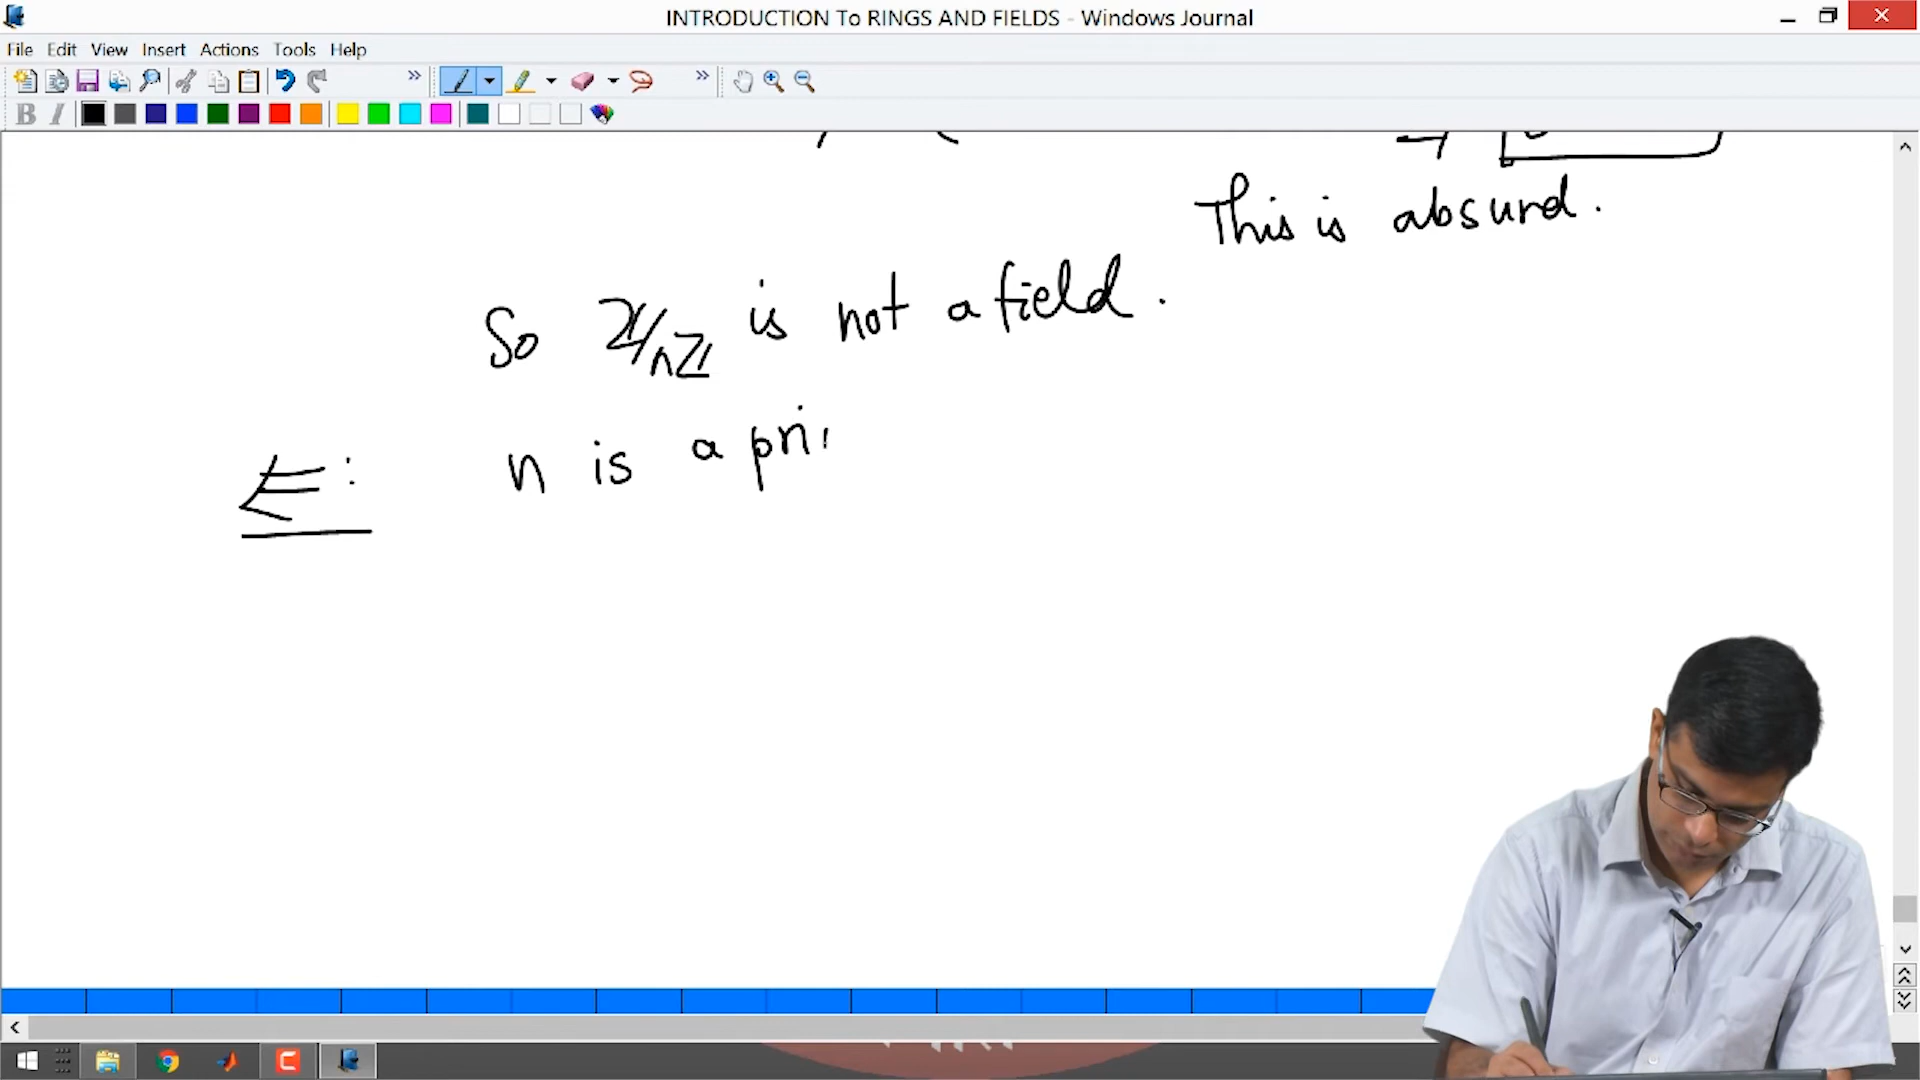 INTRODUCTION To RINGS AND FIELDS - Windows Journal
File Edit View Insert Actions Tools Help
B I
This is absurd.
So ℤ/nℤ is not a field.
⇐: n is a pri